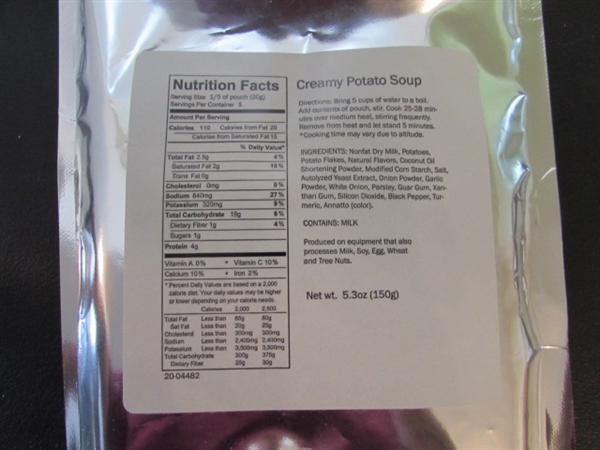 Nutrition Facts
Serving Size 1/5 of pouch (30g)
Servings Per Container 5
Amount Per Serving
Calories 110 Calories from Fat 20
Calories from Saturated Fat 15
% Daily Value*
Total Fat 2.5g 4%
Saturated Fat 2g 10%
Trans Fat 0g
Cholesterol 0mg 0%
Sodium 640mg 27%
Potassium 320mg 9%
Total Carbohydrate 19g 6%
Dietary Fiber 1g 4%
Sugars 1g
Protein 4g
Vitamin A 0% • Vitamin C 10%
Calcium 10% • Iron 2%
* Percent Daily Values are based on a 2,000
calorie diet. Your daily values may be higher
or lower depending on your calorie needs.
Calories 2,000 2,500
Total Fat Less than 65g 80g
Sat Fat Less than 20g 25g
Cholesterol Less than 300mg 300mg
Sodium Less than 2,400mg 2,400mg
Potassium Less than 3,500mg 3,500mg
Total Carbohydrate 300g 375g
Dietary Fiber 25g 30g
20-04482
Creamy Potato Soup
Directions: Bring 5 cups of water to a boil.
Add contents of pouch, stir. Cook 25-28 min-
utes over medium heat, stirring frequently.
Remove from heat and let stand 5 minutes.
*Cooking time may vary due to altitude.
INGREDIENTS: Nonfat Dry Milk, Potatoes,
Potato Flakes, Natural Flavors, Coconut Oil
Shortening Powder, Modified Corn Starch, Salt,
Autolyzed Yeast Extract, Onion Powder, Garlic
Powder, White Onion, Parsley, Guar Gum, Xan-
than Gum, Silicon Dioxide, Black Pepper, Tur-
meric, Annatto (color).
CONTAINS: MILK
Produced on equipment that also
processes Milk, Soy, Egg, Wheat
and Tree Nuts.
Net wt. 5.3oz (150g)